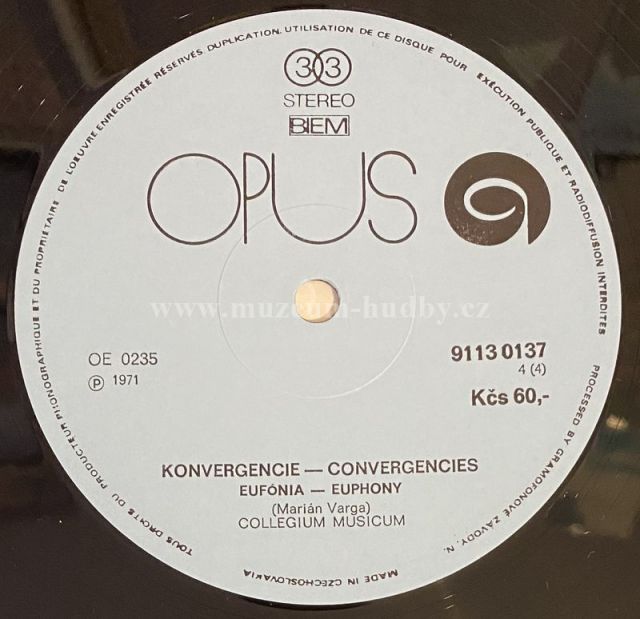 TOUS DROITS DU PRODUCTEUR PHONOGRAPHIQUE ET DU PROPRIETAIRE DE L'OEUVRE ENREGISTRÉE RÉSERVÉS. DUPLICATION. UTILISATION DE CE DISQUE POUR EXÉCUTION PUBLIQUE ET RADIODIFFUSION INTERDITES
33
STEREO
BIEM
OPUS
www.muzeum-hudby.cz
OE 0235
℗ 1971
9113 0137
4 (4)
Kčs 60,-
KONVERGENCIE — CONVERGENCIES
EUFÓNIA — EUPHONY
(Marián Varga)
COLLEGIUM MUSICUM
PROCESSED BY GRAMOFONOVÉ ZÁVODY, N.
MADE IN CZECHOSLOVAKIA